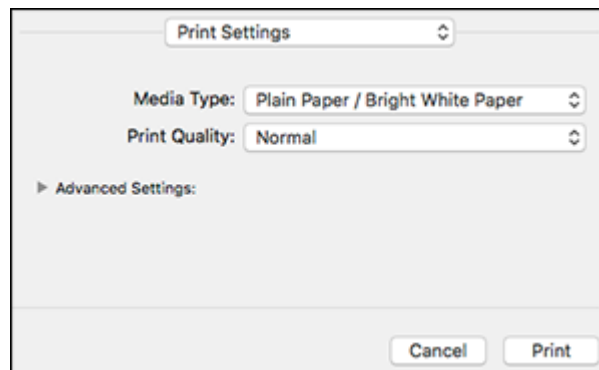 Print Settings
Media Type: Plain Paper / Bright White Paper
Print Quality: Normal
Advanced Settings:
Cancel Print